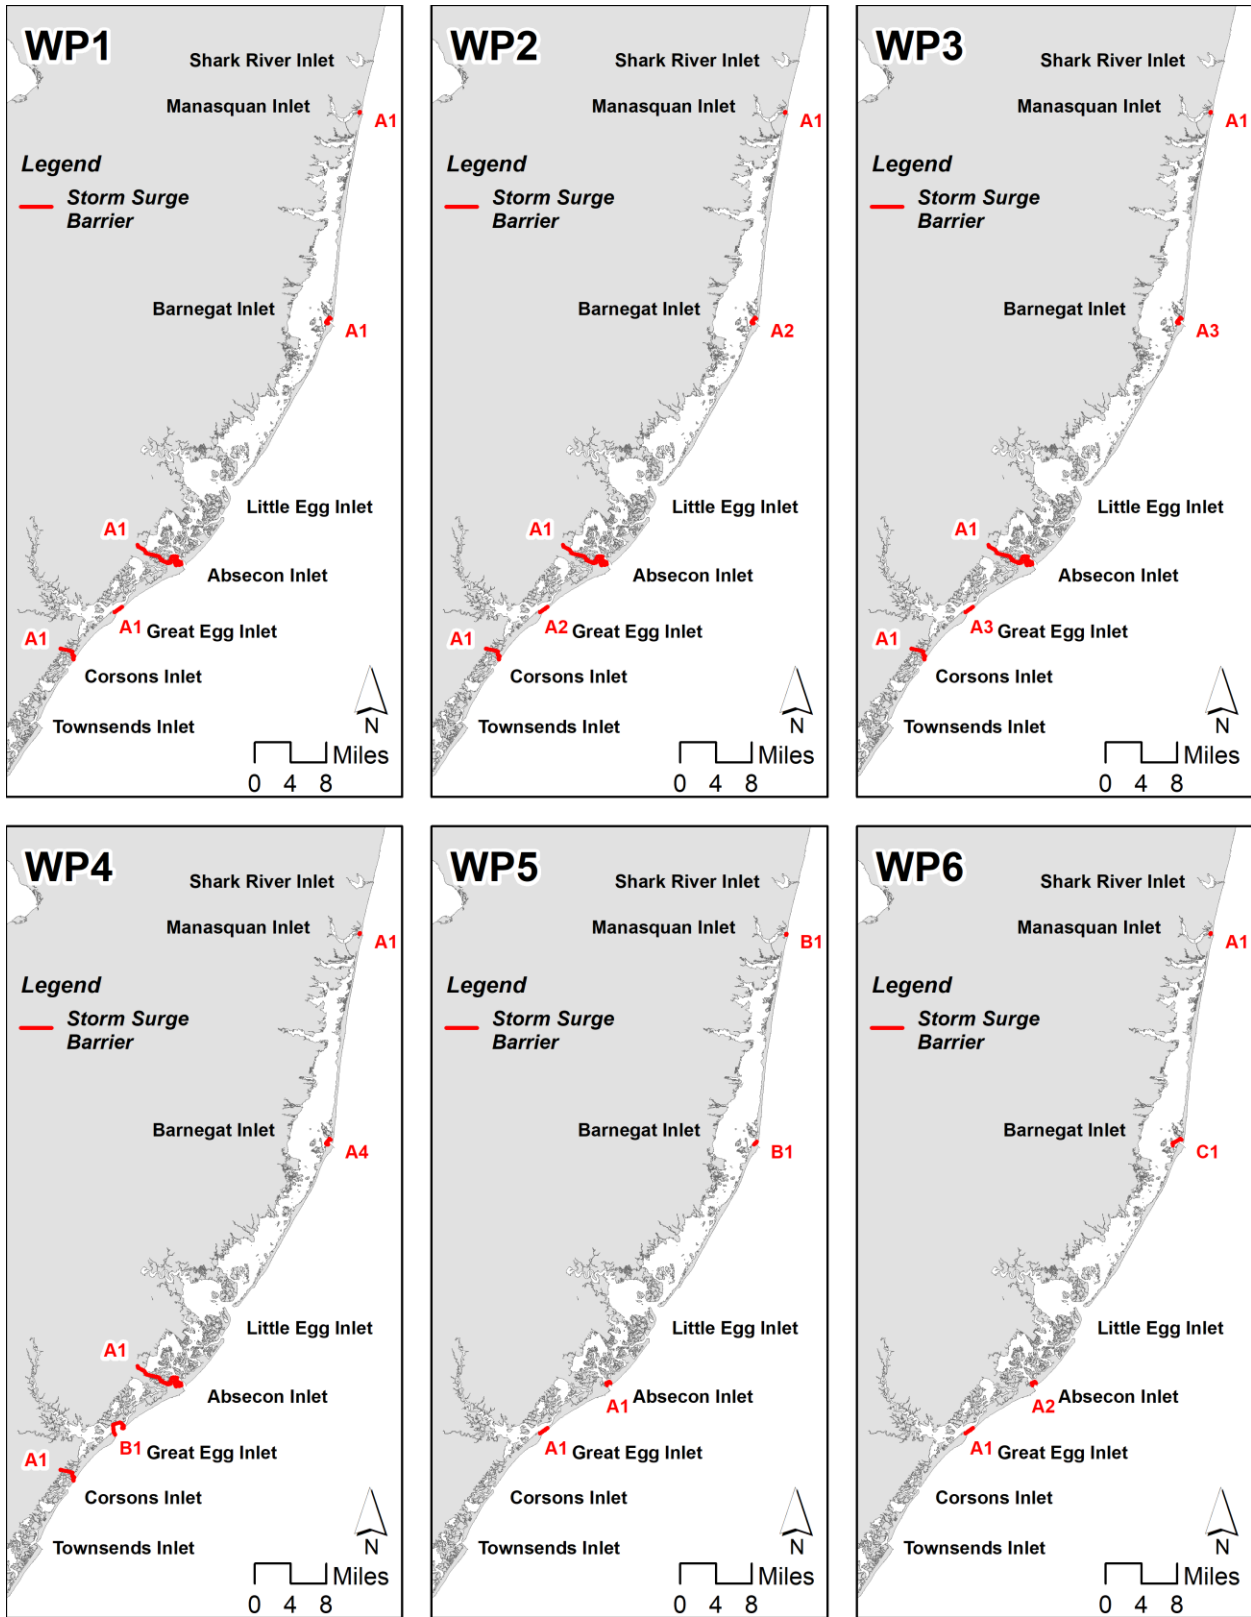 WP1
Shark River Inlet
Manasquan Inlet
A1
Legend
Storm Surge
Barrier
Barnegat Inlet
A1
Little Egg Inlet
A1
Absecon Inlet
A1 Great Egg Inlet
A1
Corsons Inlet
Townsends Inlet
N
Miles
0 4 8
WP2
Shark River Inlet
Manasquan Inlet
A1
Legend
Storm Surge
Barrier
Barnegat Inlet
A2
Little Egg Inlet
A1
Absecon Inlet
A2 Great Egg Inlet
A1
Corsons Inlet
Townsends Inlet
N
Miles
0 4 8
WP3
Shark River Inlet
Manasquan Inlet
A1
Legend
Storm Surge
Barrier
Barnegat Inlet
A3
Little Egg Inlet
A1
Absecon Inlet
A3 Great Egg Inlet
A1
Corsons Inlet
Townsends Inlet
N
Miles
0 4 8
WP4
Shark River Inlet
Manasquan Inlet
A1
Legend
Storm Surge
Barrier
Barnegat Inlet
A4
Little Egg Inlet
A1
Absecon Inlet
B1 Great Egg Inlet
A1
Corsons Inlet
Townsends Inlet
N
Miles
0 4 8
WP5
Shark River Inlet
Manasquan Inlet
B1
Legend
Storm Surge
Barrier
Barnegat Inlet
B1
Little Egg Inlet
A1 Absecon Inlet
A1 Great Egg Inlet
Corsons Inlet
Townsends Inlet
N
Miles
0 4 8
WP6
Shark River Inlet
Manasquan Inlet
A1
Legend
Storm Surge
Barrier
Barnegat Inlet
C1
Little Egg Inlet
A2 Absecon Inlet
A1 Great Egg Inlet
Corsons Inlet
Townsends Inlet
N
Miles
0 4 8